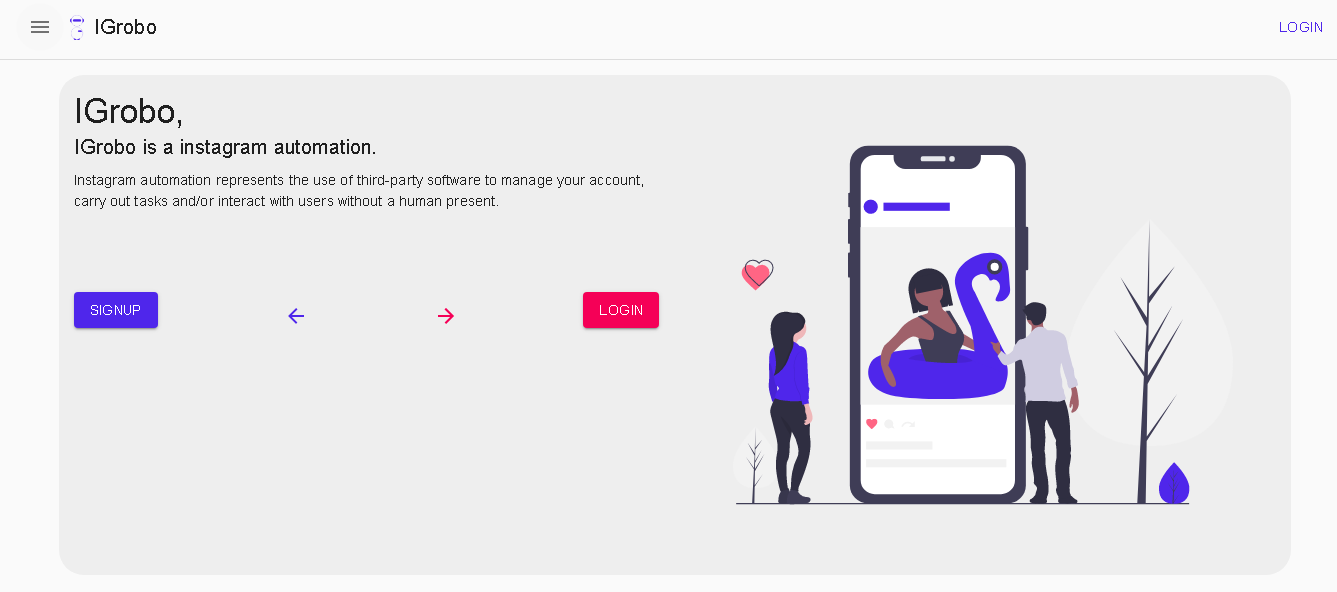 IGrobo
LOGIN
IGrobo,
IGrobo is a instagram automation.
Instagram automation represents the use of third-party software to manage your account,
carry out tasks and/or interact with users without a human present.
SIGNUP
LOGIN